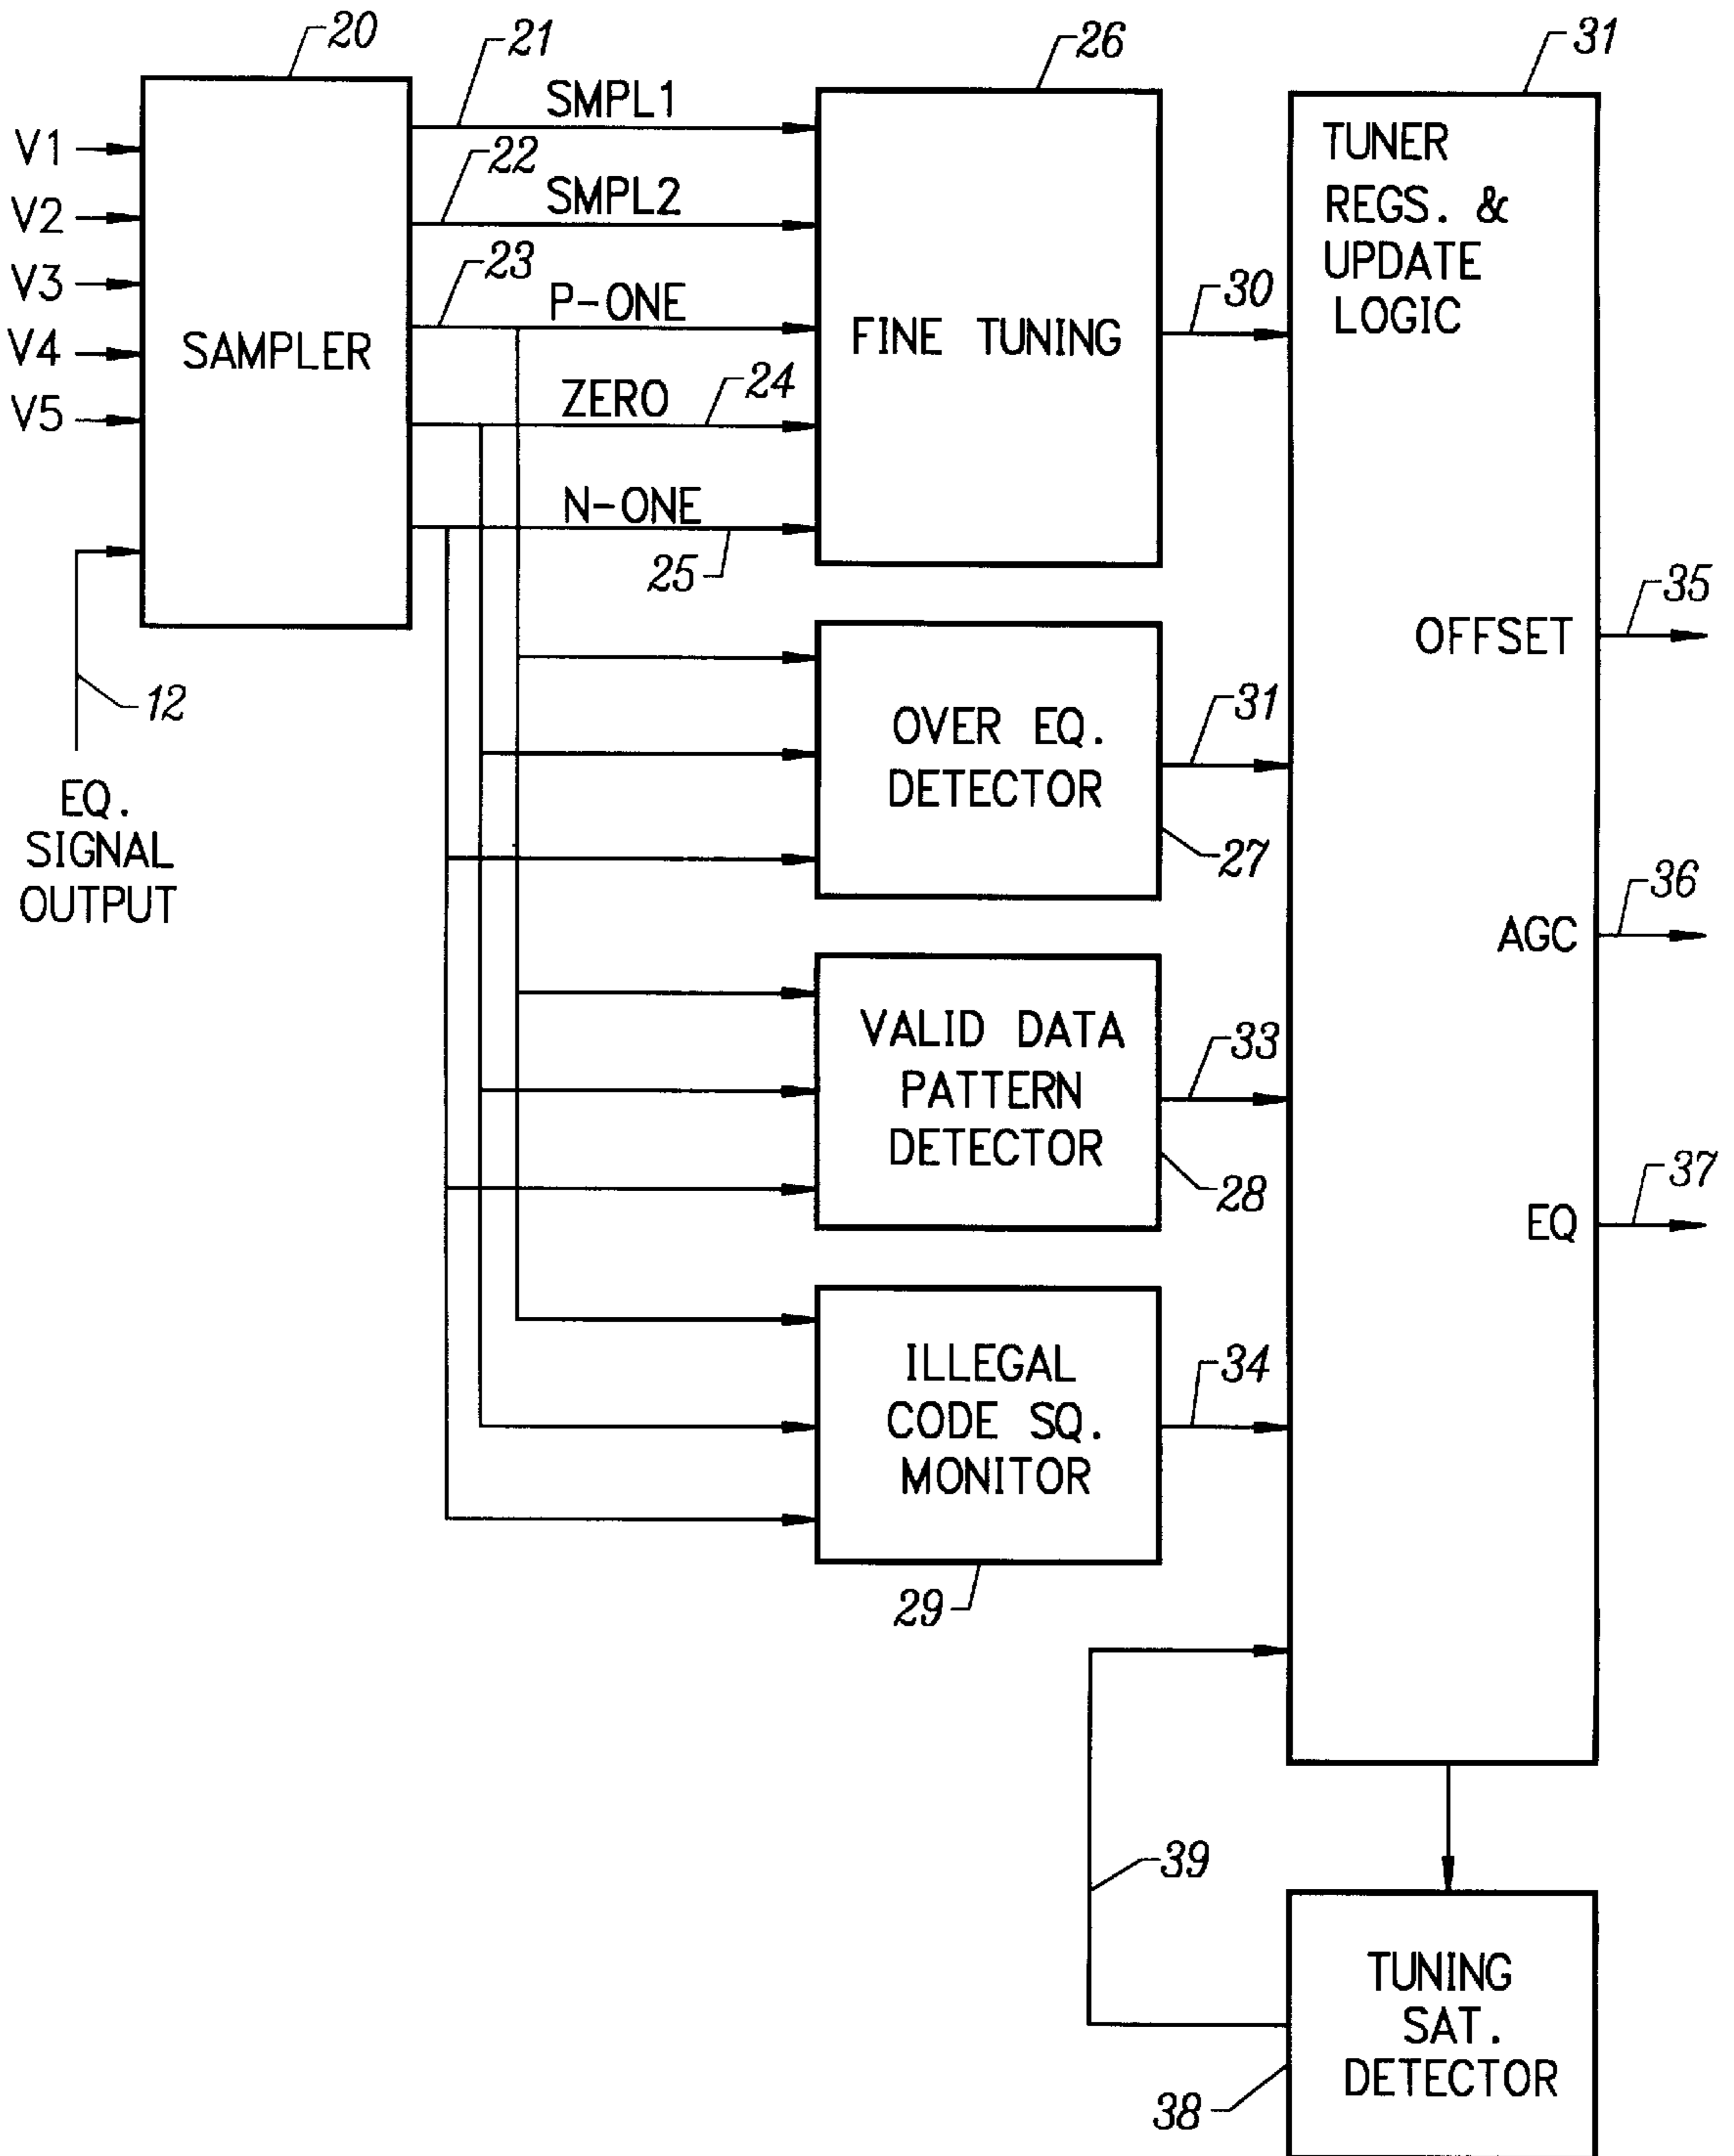 20
21
26
31
V1
V2
V3
V4
V5
SAMPLER
SMPL1
22
SMPL2
23
P-ONE
ZERO
24
N-ONE
25
FINE TUNING
30
TUNER
REGS. &
UPDATE
LOGIC
12
EQ.
SIGNAL
OUTPUT
OVER EQ.
DETECTOR
31
27
OFFSET
35
AGC
36
VALID DATA
PATTERN
DETECTOR
33
28
EQ
37
ILLEGAL
CODE SQ.
MONITOR
34
29
39
TUNING
SAT.
DETECTOR
38